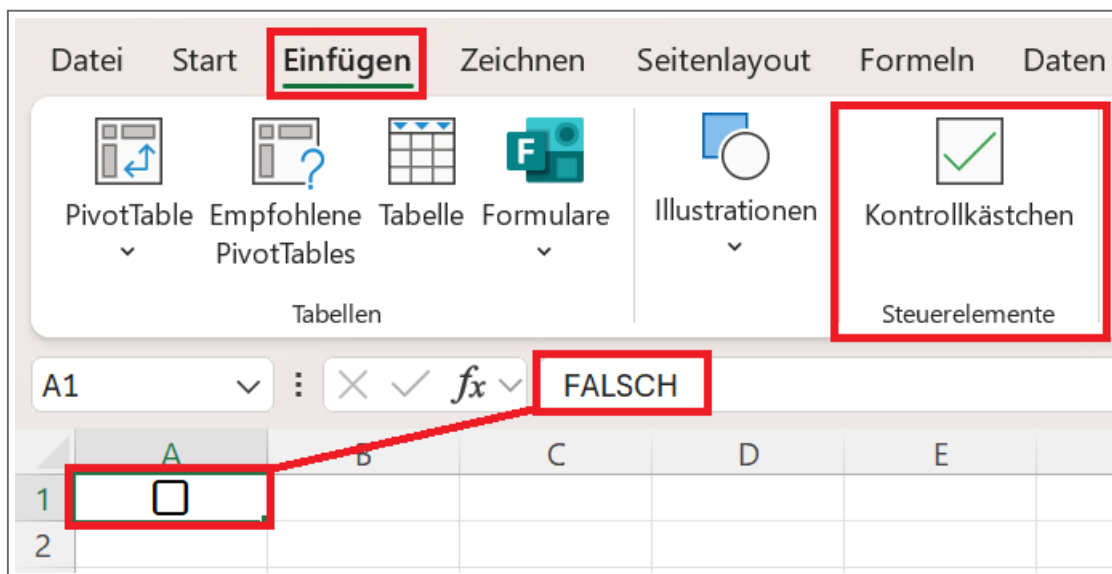 Datei Start Einfügen Zeichnen Seitenlayout Formeln Daten
PivotTable Empfohlene PivotTables Tabelle Formulare Illustrationen Kontrollkästchen
Tabellen Steuerelemente
A1 fx FALSCH
A B C D E
1
2